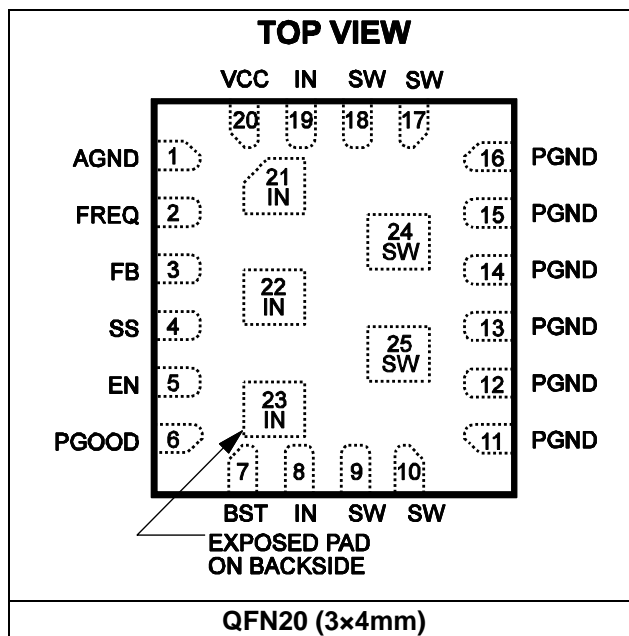 TOP VIEW
VCC IN SW SW
20 19 18 17
AGND 1
16 PGND
21
IN
FREQ 2
15 PGND
24
SW
FB 3
14 PGND
22
IN
SS 4
13 PGND
25
SW
EN 5
12 PGND
23
IN
PGOOD 6
11 PGND
7 8 9 10
BST IN SW SW
EXPOSED PAD
ON BACKSIDE
QFN20 (3×4mm)